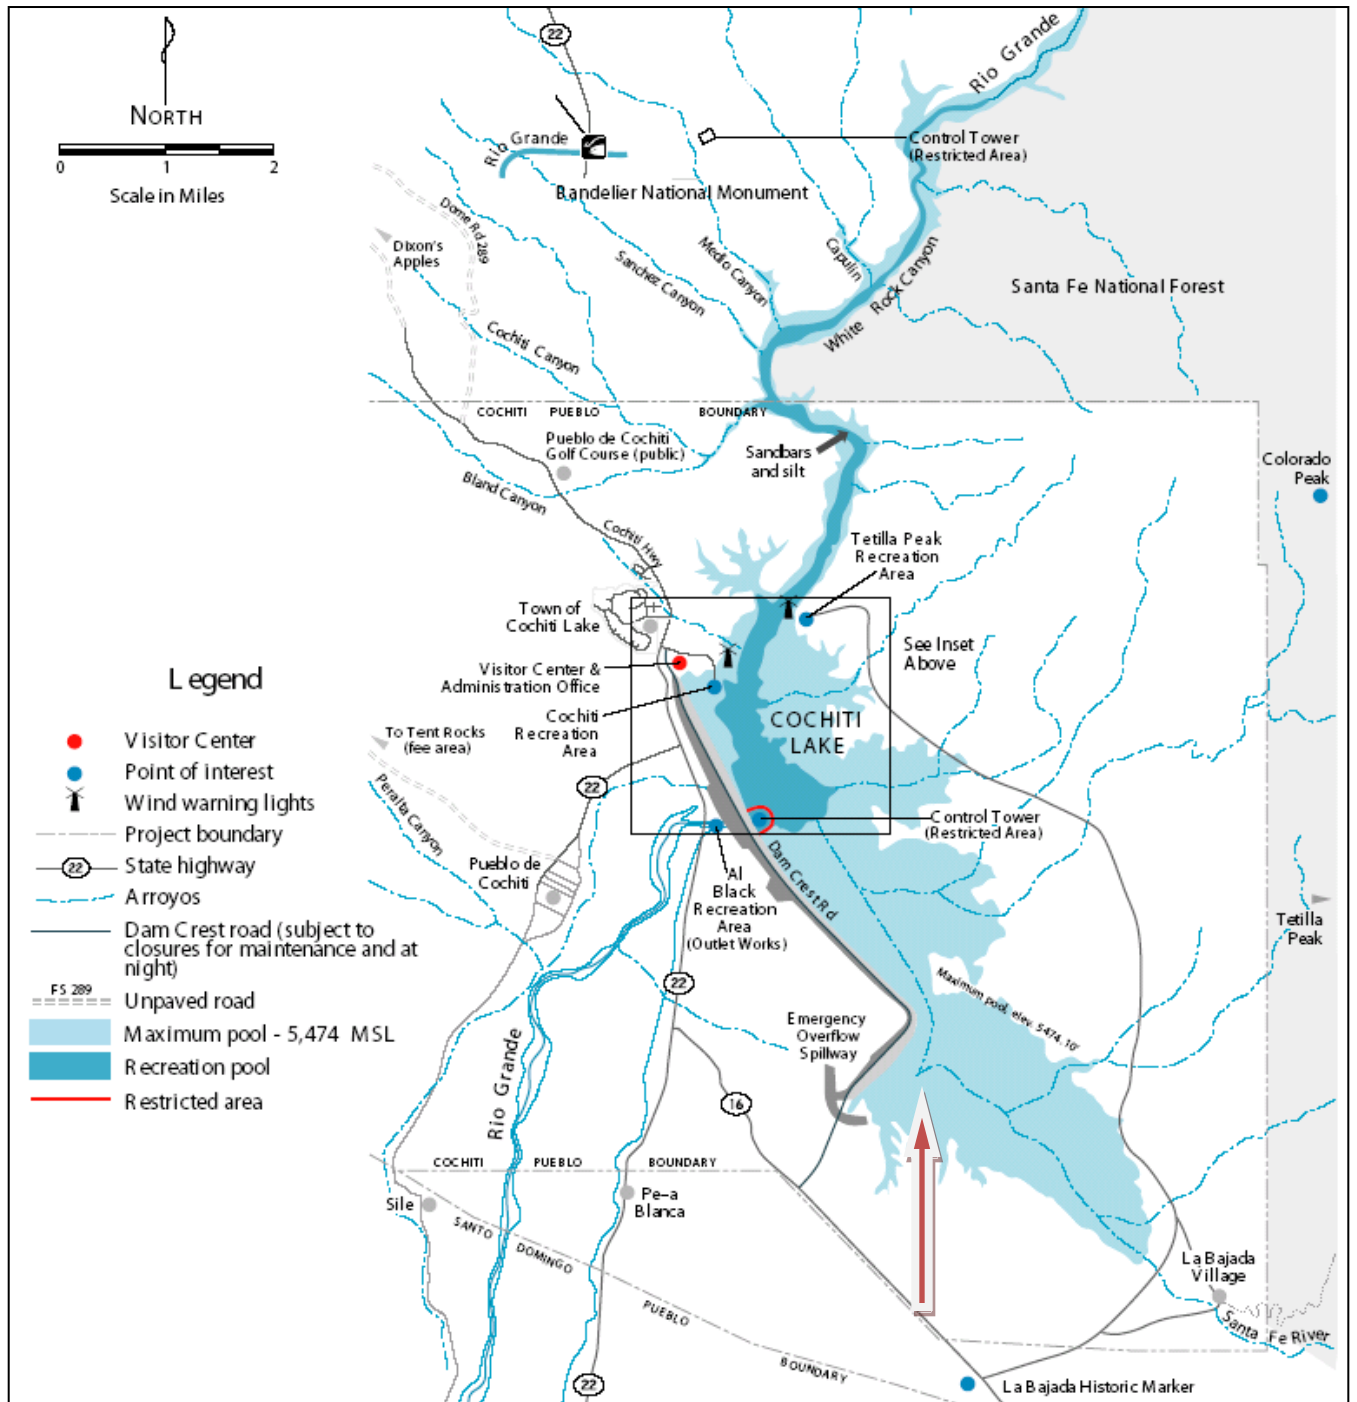 22
Rio Grande
NORTH
0 1 2
Scale in Miles
Rio Grande
Control Tower
(Restricted Area)
Bandelier National Monument
Dome Rd 289
Dixon's
Apples
Sanchez Canyon
Medio Canyon
Capulin
White Rock Canyon
Santa Fe National Forest
Cochiti Canyon
COCHITI PUEBLO BOUNDARY
Pueblo de Cochiti
Golf Course (public)
Sandbars
and silt
Colorado
Peak
Bland Canyon
Cochiti Hwy
Tetilla Peak
Recreation
Area
Town of
Cochiti Lake
See Inset
Above
Visitor Center &
Administration Office
Cochiti
Recreation
Area
COCHITI
LAKE
To Tent Rocks
(fee area)
22
Peralta Canyon
Control Tower
(Restricted Area)
Pueblo de
Cochiti
Dam Crest Rd
Al
Black
Recreation
Area
(Outlet Works)
Tetilla
Peak
22
Maximum pool, elev. 5474.10'
Emergency
Overflow
Spillway
Rio Grande
16
COCHITI PUEBLO BOUNDARY
Sile
Pe–a
Blanca
SANTO DOMINGO PUEBLO BOUNDARY
La Bajada
Village
Santa Fe River
22
La Bajada Historic Marker
Legend
Visitor Center
Point of interest
Wind warning lights
Project boundary
22 State highway
Arroyos
Dam Crest road (subject to
closures for maintenance and at
night)
FS 289
Unpaved road
Maximum pool - 5,474 MSL
Recreation pool
Restricted area